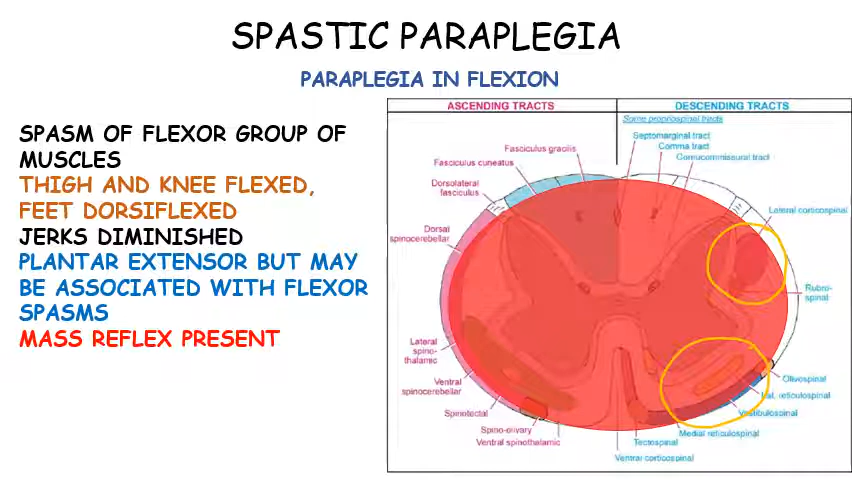 SPASTIC PARAPLEGIA
PARAPLEGIA IN FLEXION
SPASM OF FLEXOR GROUP OF
MUSCLES
THIGH AND KNEE FLEXED,
FEET DORSIFLEXED
JERKS DIMINISHED
PLANTAR EXTENSOR BUT MAY
BE ASSOCIATED WITH FLEXOR
SPASMS
MASS REFLEX PRESENT
ASCENDING TRACTS
DESCENDING TRACTS
Some propriospinal tracts
Septomarginal tract
Comma tract
Cornucommissural tract
Fasciculus gracilis
Fasciculus cuneatus
Dorsolateral
fasciculus
Dorsal
spinocerebellar
Lateral
spino-
thalamic
Ventral
spinocerebellar
Spinotectal
Spino-olivary
Ventral spinothalamic
Lateral corticospinal
Rubro-
spinal
Olivospinal
Lat. reticulospinal
Vestibulospinal
Medial reticulospinal
Tectospinal
Ventral corticospinal